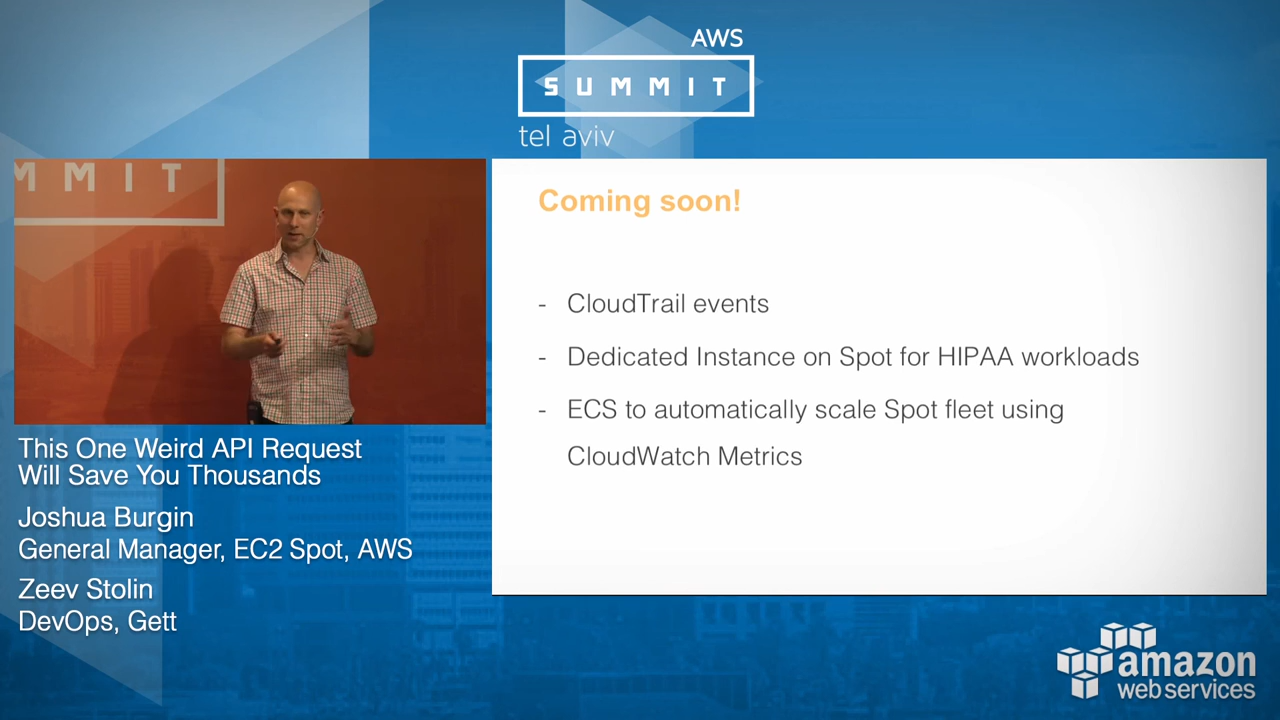 AWS
SUMMIT
tel aviv
MMIT
Coming soon!
- CloudTrail events
- Dedicated Instance on Spot for HIPAA workloads
- ECS to automatically scale Spot fleet using
CloudWatch Metrics
This One Weird API Request
Will Save You Thousands
Joshua Burgin
General Manager, EC2 Spot, AWS
Zeev Stolin
DevOps, Gett
amazon
web services